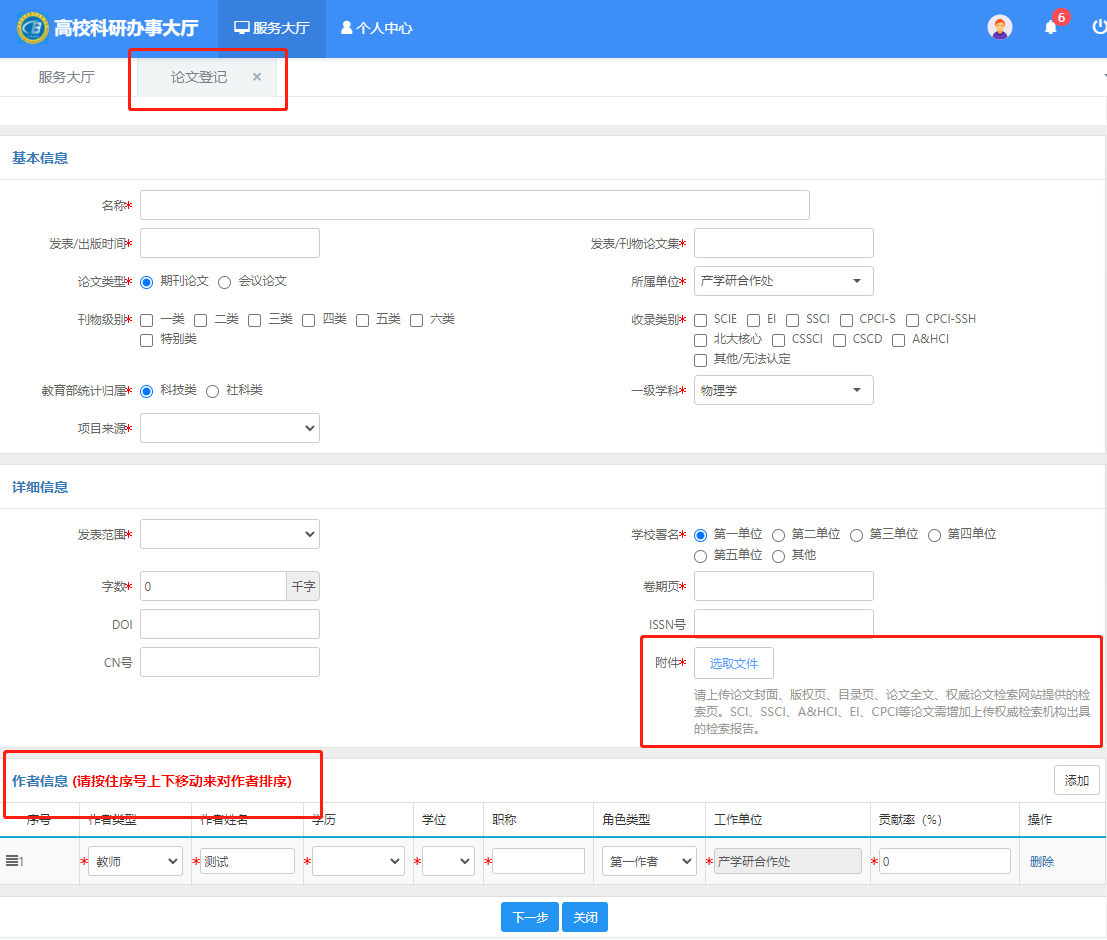 高校科研办事大厅 服务大厅 个人中心 6
服务大厅 论文登记 ×
基本信息
名称*
发表/出版时间* 发表/刊物论文集*
论文类型* 期刊论文 会议论文 所属单位* 产学研合作处
刊物级别* 一类 二类 三类 四类 五类 六类 收录类别* SCIE EI SSCI CPCI-S CPCI-SSH
特别类 北大核心 CSSCI CSCD A&HCI
其他/无法认定
教育部统计归属* 科技类 社科类 一级学科* 物理学
项目来源*
详细信息
发表范围* 学校署名* 第一单位 第二单位 第三单位 第四单位
第五单位 其他
字数* 0 千字 卷期页*
DOI ISSN号
CN号 附件* 选取文件
请上传论文封面、版权页、目录页、论文全文、权威论文检索网站提供的检
索页。SCI、SSCI、A&HCI、EI、CPCI等论文需增加上传权威检索机构出具
的检索报告。
作者信息 (请按住序号上下移动来对作者排序) 添加
序号 作者类型 作者姓名 学历 学位 职称 角色类型 工作单位 贡献率（%） 操作
1 * 教师 * 测试 * * * 第一作者 * 产学研合作处 * 0 删除
下一步 关闭